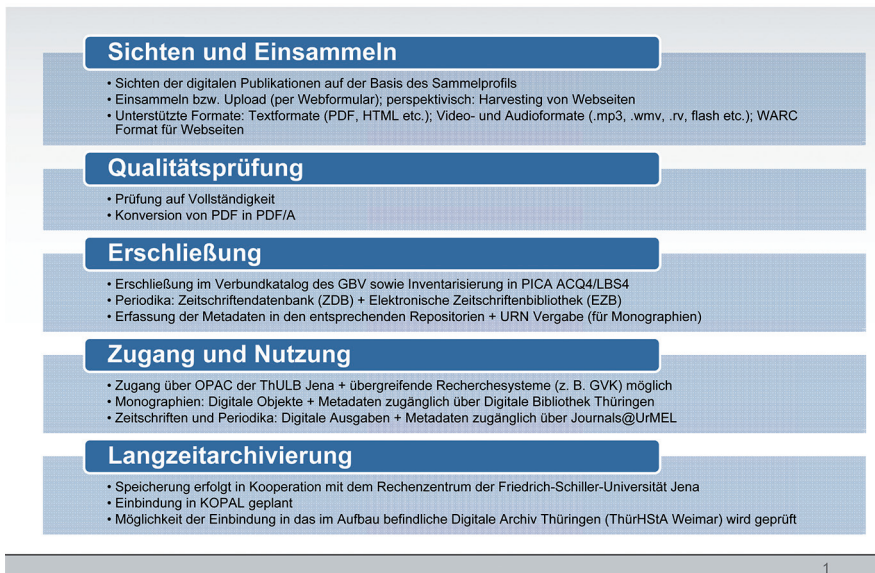 Sichten und Einsammeln
• Sichten der digitalen Publikationen auf der Basis des Sammelprofils
• Einsammeln bzw. Upload (per Webformular); perspektivisch: Harvesting von Webseiten
• Unterstützte Formate: Textformate (PDF, HTML etc.); Video- und Audioformate (.mp3, .wmv, .rv, flash etc.); WARC
Format für Webseiten
Qualitätsprüfung
• Prüfung auf Vollständigkeit
• Konversion von PDF in PDF/A
Erschließung
• Erschließung im Verbundkatalog des GBV sowie Inventarisierung in PICA ACQ4/LBS4
• Periodika: Zeitschriftendatenbank (ZDB) + Elektronische Zeitschriftenbibliothek (EZB)
• Erfassung der Metadaten in den entsprechenden Repositorien + URN Vergabe (für Monographien)
Zugang und Nutzung
• Zugang über OPAC der ThULB Jena + übergreifende Recherchesysteme (z. B. GVK) möglich
• Monographien: Digitale Objekte + Metadaten zugänglich über Digitale Bibliothek Thüringen
• Zeitschriften und Periodika: Digitale Ausgaben + Metadaten zugänglich über Journals@UrMEL
Langzeitarchivierung
• Speicherung erfolgt in Kooperation mit dem Rechenzentrum der Friedrich-Schiller-Universität Jena
• Einbindung in KOPAL geplant
• Möglichkeit der Einbindung in das im Aufbau befindliche Digitale Archiv Thüringen (ThürHStA Weimar) wird geprüft
1